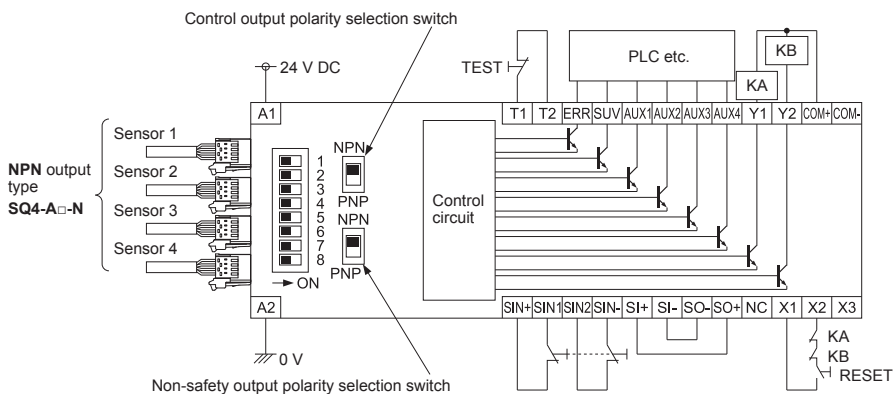 Control output polarity selection switch
24 V DC
TEST
PLC etc.
KA
KB
A1
T1 T2 ERR SUV AUX1 AUX2 AUX3 AUX4 Y1 Y2 COM+ COM-
NPN output
type
SQ4-A□-N
Sensor 1
Sensor 2
Sensor 3
Sensor 4
1
2
3
4
5
6
7
8
→ ON
NPN
PNP
NPN
PNP
Control
circuit
A2
SIN+ SIN1 SIN2 SIN- SI+ SI- SO- SO+ NC X1 X2 X3
0 V
KA
KB
RESET
Non-safety output polarity selection switch